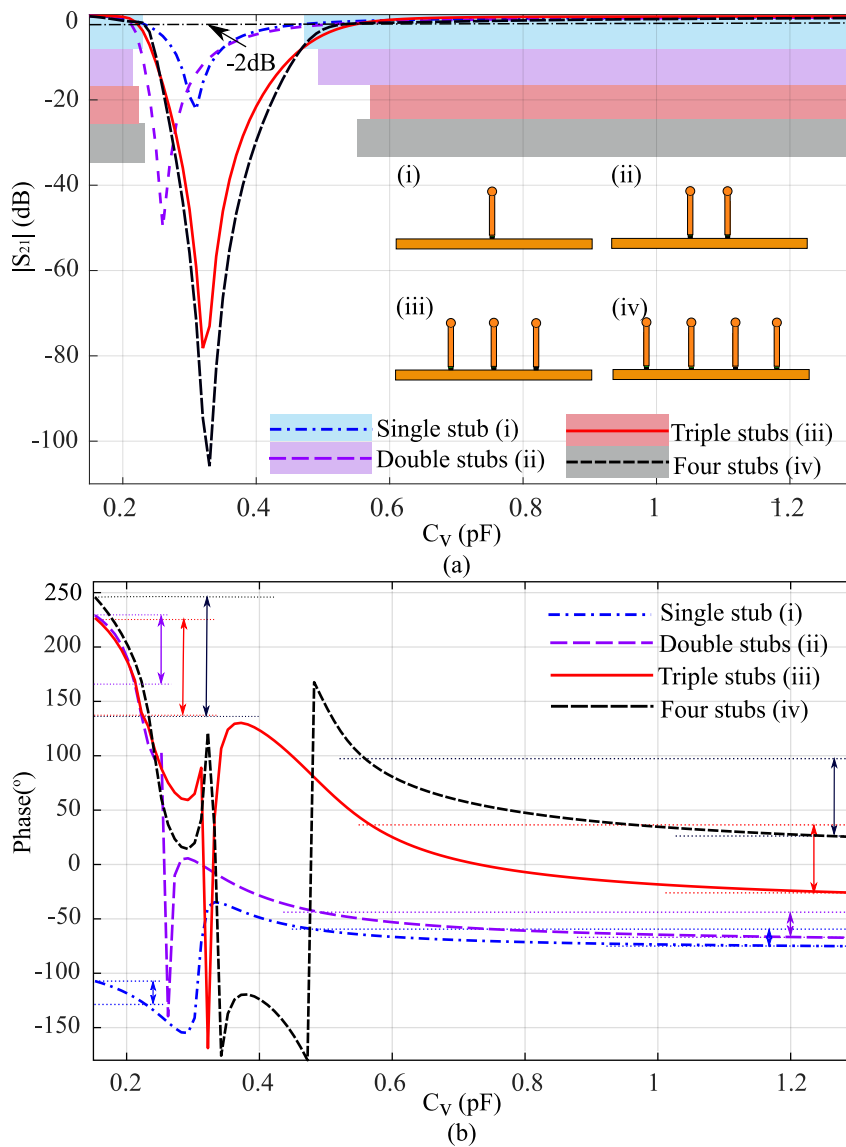 0
-20
-40
-60
-80
-100
|S21| (dB)
-2dB
(i)
(ii)
(iii)
(iv)
Single stub (i)
Double stubs (ii)
Triple stubs (iii)
Four stubs (iv)
0.2 0.4 0.6 0.8 1 1.2
CV (pF)
(a)
250
200
150
100
50
0
-50
-100
-150
Phase(°)
Single stub (i)
Double stubs (ii)
Triple stubs (iii)
Four stubs (iv)
0.2 0.4 0.6 0.8 1 1.2
CV (pF)
(b)